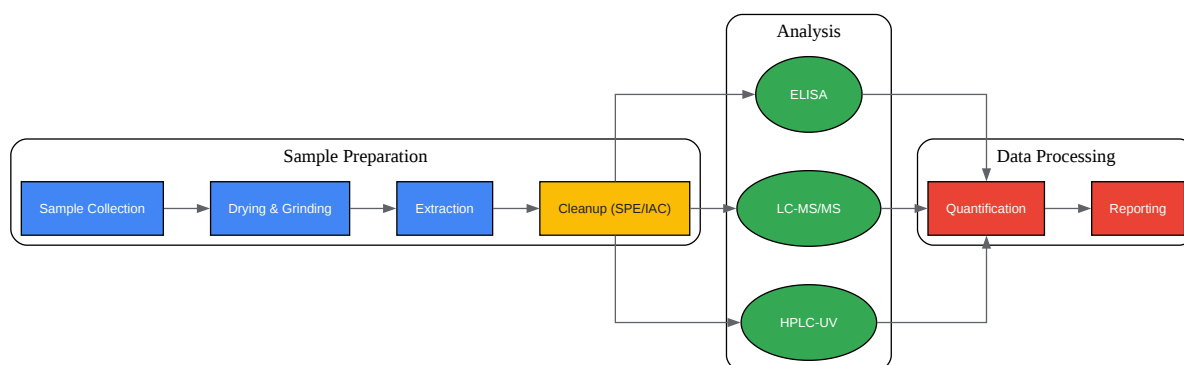 Analysis
ELISA
Sample Preparation
Data Processing
Sample Collection
Drying & Grinding
Extraction
Cleanup (SPE/IAC)
LC-MS/MS
Quantification
Reporting
HPLC-UV